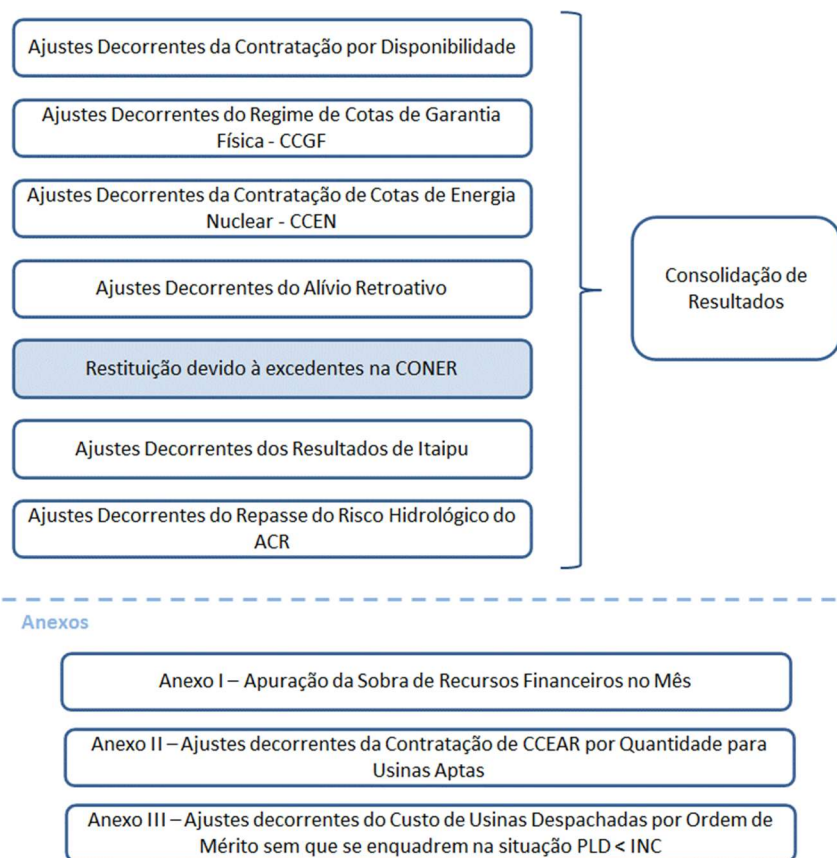 Ajustes Decorrentes da Contratação por Disponibilidade
Ajustes Decorrentes do Regime de Cotas de Garantia
Física - CCGF
Ajustes Decorrentes da Contratação de Cotas de Energia
Nuclear - CCEN
Ajustes Decorrentes do Alívio Retroativo
Restituição devido à excedentes na CONER
Ajustes Decorrentes dos Resultados de Itaipu
Ajustes Decorrentes do Repasse do Risco Hidrológico do
ACR
Consolidação de
Resultados
Anexos
Anexo I – Apuração da Sobra de Recursos Financeiros no Mês
Anexo II – Ajustes decorrentes da Contratação de CCEAR por Quantidade para
Usinas Aptas
Anexo III – Ajustes decorrentes do Custo de Usinas Despachadas por Ordem de
Mérito sem que se enquadrem na situação PLD < INC